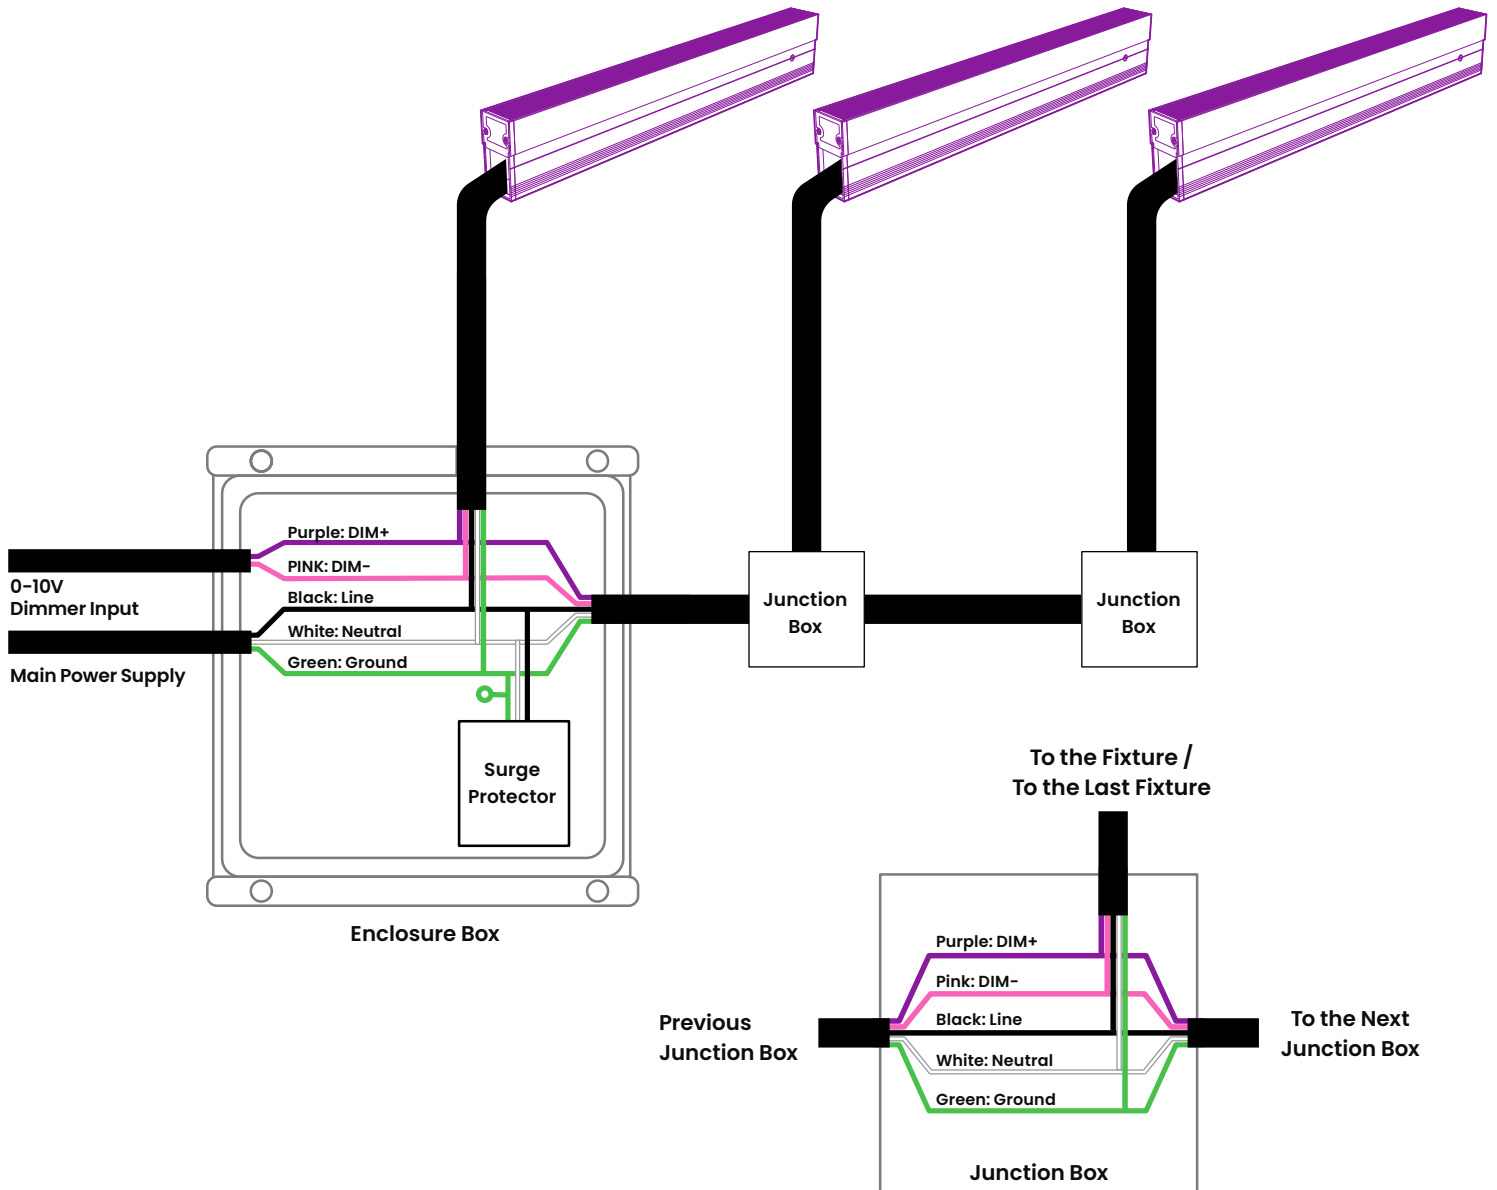 Purple: DIM+
PINK: DIM-
Black: Line
White: Neutral
Green: Ground
0-10V
Dimmer Input
Main Power Supply
Surge
Protector
Enclosure Box
Junction
Box
Junction
Box
To the Fixture /
To the Last Fixture
Purple: DIM+
Pink: DIM-
Black: Line
White: Neutral
Green: Ground
Previous
Junction Box
To the Next
Junction Box
Junction Box